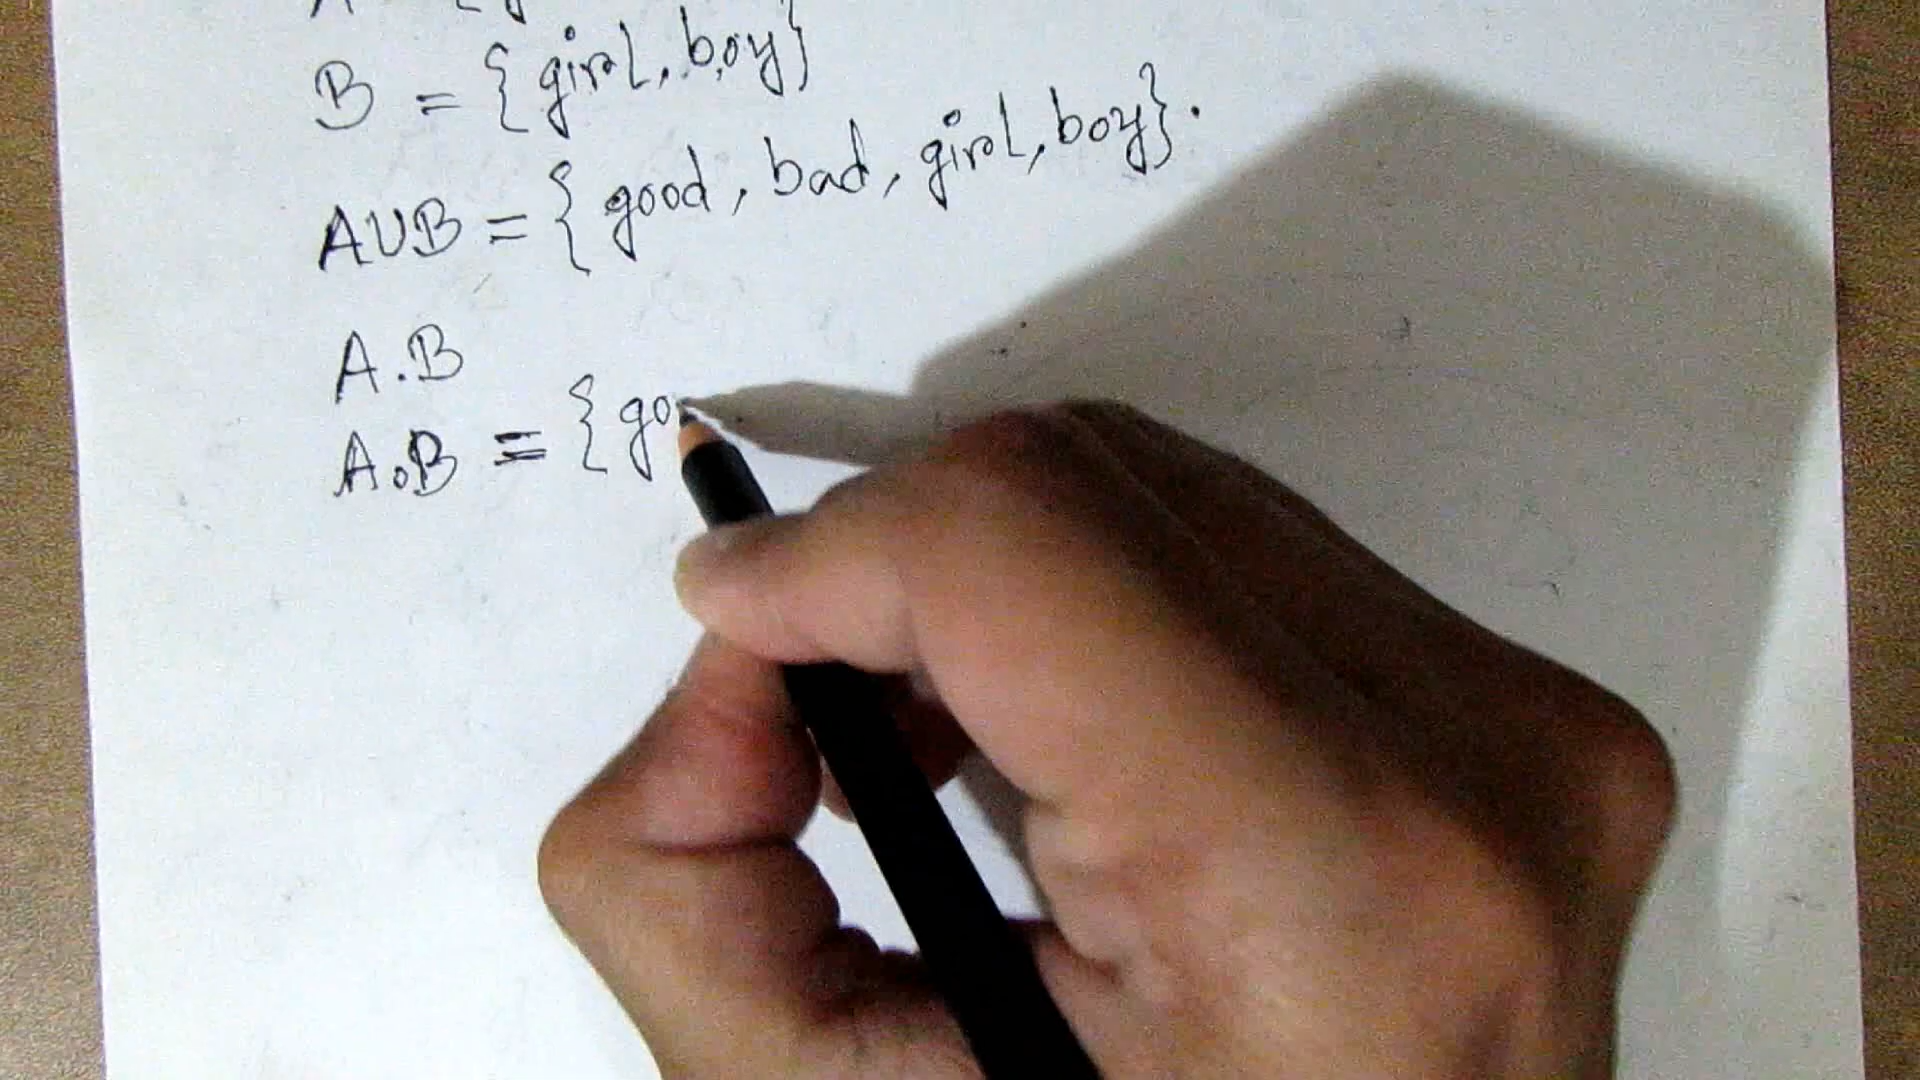 B = {girl, boy}
AUB = {good, bad, girl, boy}.
A.B
A∘B = {go